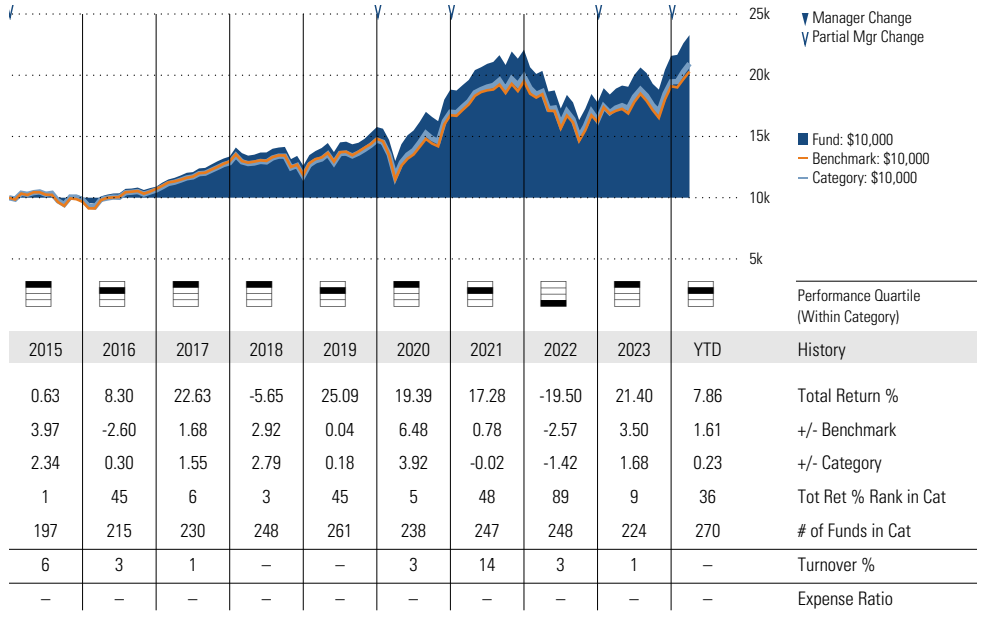 25k
Manager Change
Partial Mgr Change
20k
15k
Fund: $10,000
Benchmark: $10,000
Category: $10,000
10k
5k
Performance Quartile
(Within Category)
2015 2016 2017 2018 2019 2020 2021 2022 2023 YTD History
0.63 8.30 22.63 -5.65 25.09 19.39 17.28 -19.50 21.40 7.86 Total Return %
3.97 -2.60 1.68 2.92 0.04 6.48 0.78 -2.57 3.50 1.61 +/- Benchmark
2.34 0.30 1.55 2.79 0.18 3.92 -0.02 -1.42 1.68 0.23 +/- Category
1 45 6 3 45 5 48 89 9 36 Tot Ret % Rank in Cat
197 215 230 248 261 238 247 248 224 270 # of Funds in Cat
6 3 1 – – 3 14 3 1 – Turnover %
– – – – – – – – – – Expense Ratio